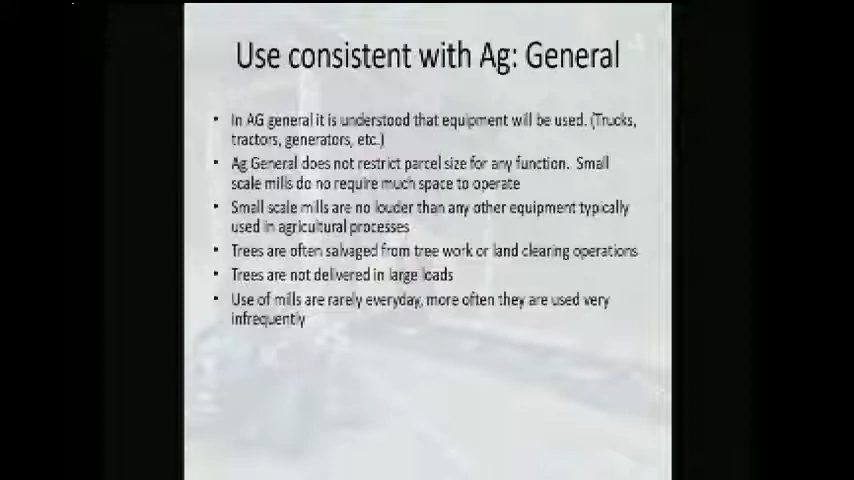 Use consistent with Ag: General
• In AG general it is understood that equipment will be used. (Trucks,
tractors, generators, etc.)
• Ag General does not restrict parcel size for any function. Small
scale mills do no require much space to operate
• Small scale mills are no louder than any other equipment typically
used in agricultural processes
• Trees are often salvaged from tree work or land clearing operations
• Trees are not delivered in large loads
• Use of mills are rarely everyday, more often they are used very
infrequently